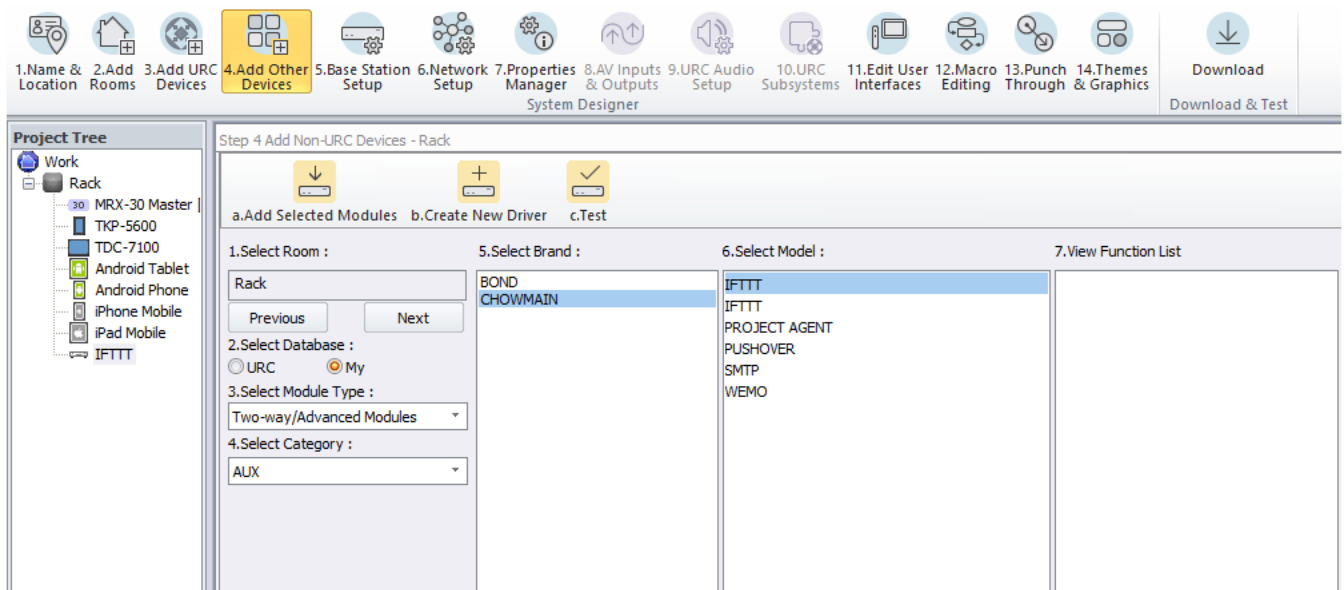 1.Name & Location
2.Add Rooms
3.Add URC Devices
4.Add Other Devices
5.Base Station Setup
6.Network Setup
7.Properties Manager
8.AV Inputs & Outputs
9.URC Audio Setup
10.URC Subsystems
11.Edit User Interfaces
12.Macro Editing
13.Punch Through
14.Themes & Graphics
Download
System Designer
Download & Test
Project Tree
Work
Rack
30 MRX-30 Master
TKP-5600
TDC-7100
Android Tablet
Android Phone
iPhone Mobile
iPad Mobile
IFTTT
Step 4 Add Non-URC Devices - Rack
a.Add Selected Modules
b.Create New Driver
c.Test
1.Select Room :
Rack
Previous
Next
2.Select Database :
URC
My
3.Select Module Type :
Two-way/Advanced Modules
4.Select Category :
AUX
5.Select Brand :
BOND
CHOWMAIN
6.Select Model :
IFTTT
IFTTT
PROJECT AGENT
PUSHOVER
SMTP
WEMO
7.View Function List